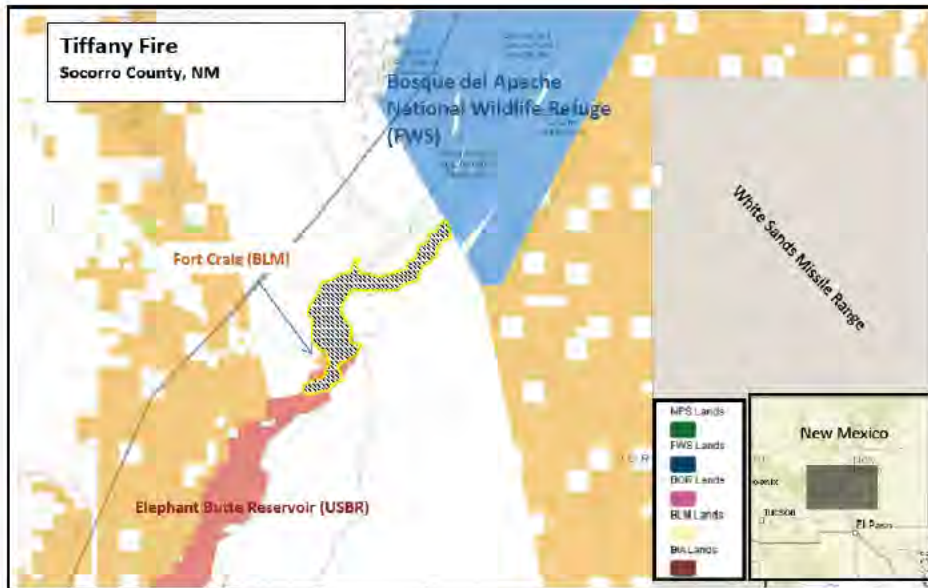 Tiffany Fire
Socorro County, NM
Bosque del Apache
National Wildlife Refuge
(FWS)
White Sands Missile Range
Fort Craig (BLM)
Elephant Butte Reservoir (USBR)
NPS Lands
FWS Lands
BOR Lands
BLM Lands
BIA Lands
New Mexico
Tucson
El Paso